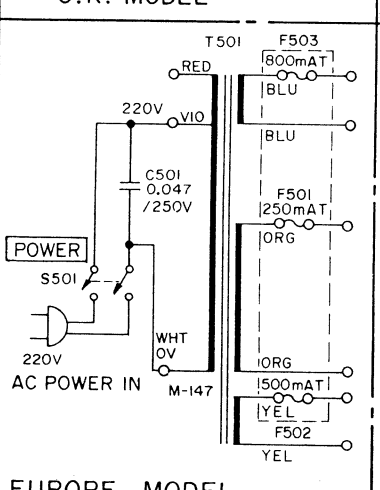 U.K. MODEL
T501
F503
RED
800mAT
BLU
220V
VIO
BLU
C501
0.047
/250V
F501
250mAT
ORG
POWER
S501
WHT
0V
220V
AC POWER IN
M-147
ORG
500mAT
YEL
F502
YEL
EUROPE MODEL